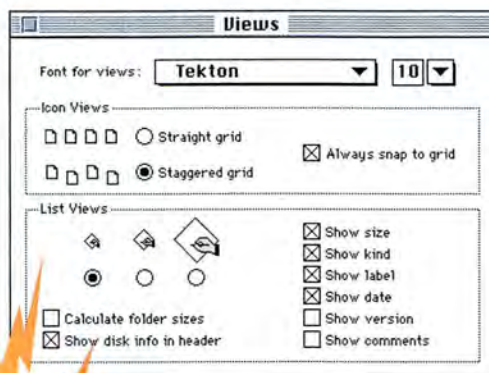 Views
Font for views: Tekton 10
Icon Views
Straight grid
Staggered grid
Always snap to grid
List Views
Show size
Show kind
Show label
Show date
Calculate folder sizes
Show version
Show disk info in header
Show comments